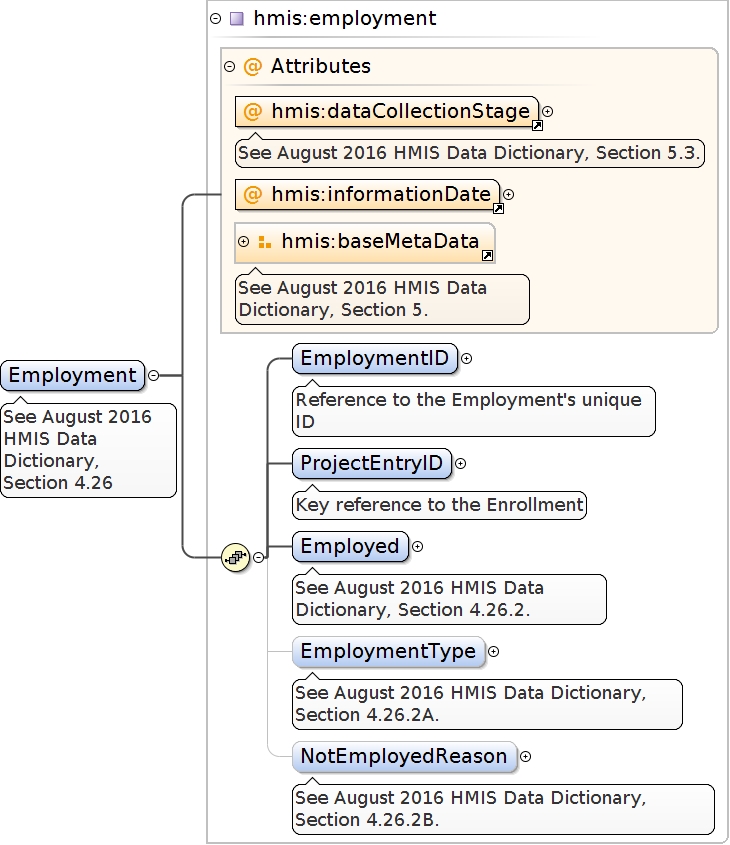 hmis:employment
@ Attributes
@ hmis:dataCollectionStage
See August 2016 HMIS Data Dictionary, Section 5.3.
@ hmis:informationDate
hmis:baseMetaData
See August 2016 HMIS Data
Dictionary, Section 5.
Employment
See August 2016
HMIS Data
Dictionary,
Section 4.26
EmploymentID
Reference to the Employment's unique
ID
ProjectEntryID
Key reference to the Enrollment
Employed
See August 2016 HMIS Data
Dictionary, Section 4.26.2.
EmploymentType
See August 2016 HMIS Data Dictionary,
Section 4.26.2A.
NotEmployedReason
See August 2016 HMIS Data Dictionary,
Section 4.26.2B.